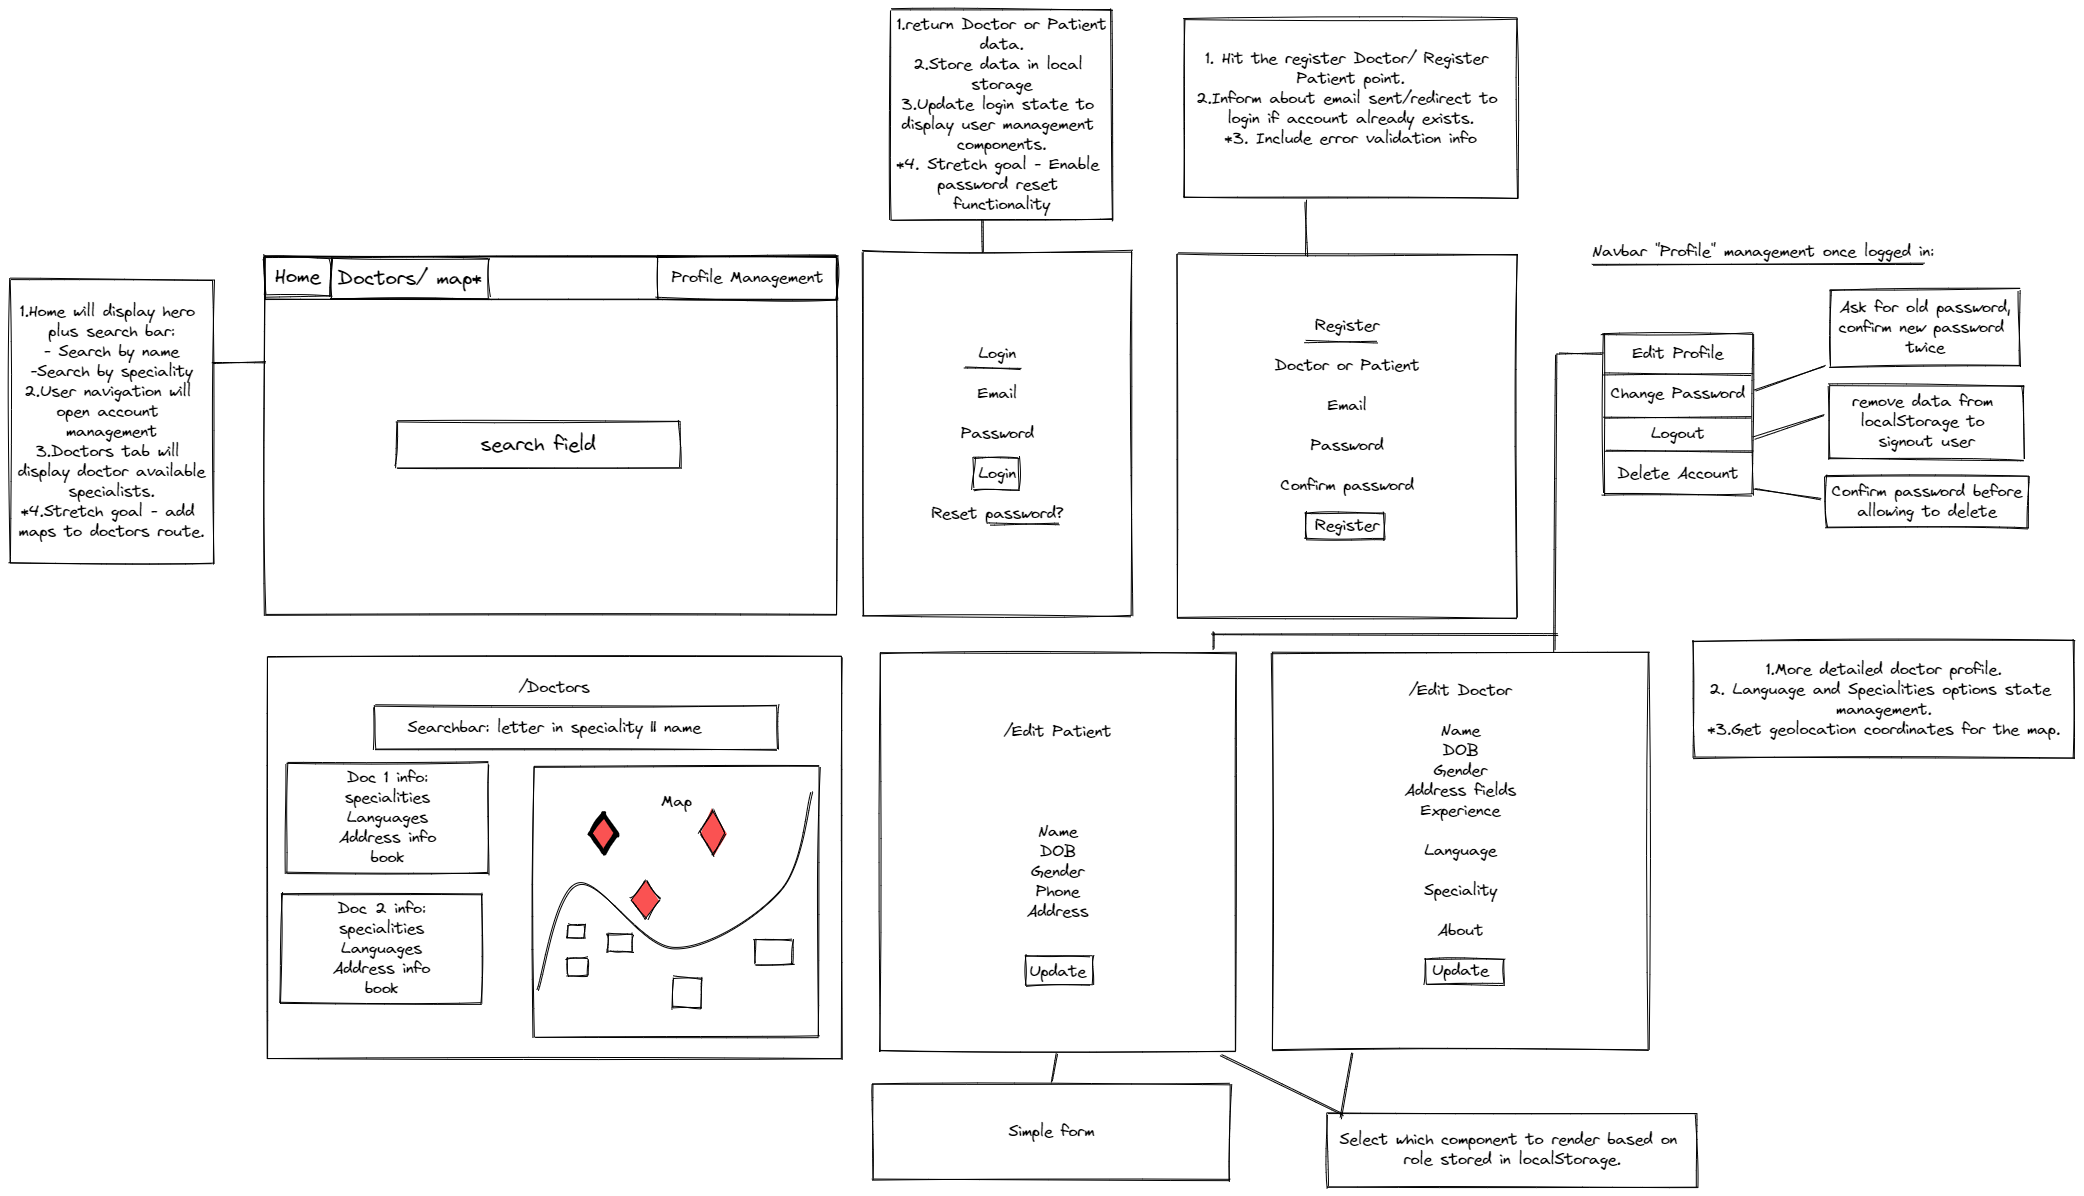 1.return Doctor or Patient
data.
2.Store data in local
storage
3.Update login state to
display user management
components.
*4. Stretch goal - Enable
password reset
functionality
1. Hit the register Doctor/ Register
Patient point.
2.Inform about email sent/redirect to
login if account already exists.
*3. Include error validation info
1.Home will display hero
plus search bar:
- Search by name
-Search by speciality
2.User navigation will
open account
management
3.Doctors tab will
display doctor available
specialists.
*4.Stretch goal - add
maps to doctors route.
Home
Doctors/ map*
Profile Management
search field
Login
Email
Password
Login
Reset password?
Register
Doctor or Patient
Email
Password
Confirm password
Register
Navbar "Profile" management once logged in:
Edit Profile
Change Password
Logout
Delete Account
Ask for old password,
confirm new password
twice
remove data from
localStorage to
signout user
Confirm password before
allowing to delete
/Doctors
Searchbar: letter in speciality || name
Doc 1 info:
specialities
Languages
Address info
book
Doc 2 info:
specialities
Languages
Address info
book
Map
/Edit Patient
Name
DOB
Gender
Phone
Address
Update
/Edit Doctor
Name
DOB
Gender
Address fields
Experience
Language
Speciality
About
Update
1.More detailed doctor profile.
2. Language and Specialities options state
management.
*3.Get geolocation coordinates for the map.
Simple form
Select which component to render based on
role stored in localStorage.